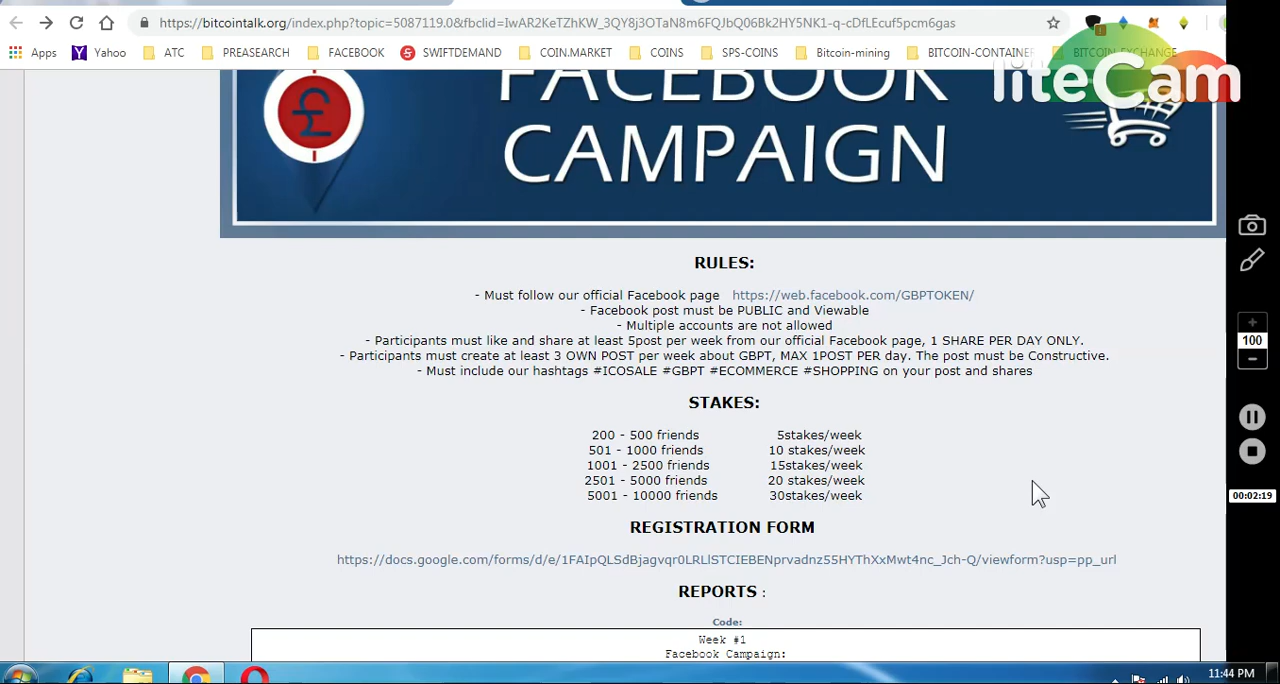 https://bitcointalk.org/index.php?topic=5087119.0&fbclid=IwAR2KeTZhKW_3QY8j3OTaN8m6FQJbQ06Bk2HY5NK1-q-cDfLEcuf5pcm6gas
Apps Yahoo ATC PREASEARCH FACEBOOK SWIFTDEMAND COIN.MARKET COINS SPS-COINS Bitcoin-mining BITCOIN-CONTAINER BITCOIN-EXCHANGE
liteCam
FACEBOOK
CAMPAIGN
RULES:
- Must follow our official Facebook page https://web.facebook.com/GBPTOKEN/
- Facebook post must be PUBLIC and Viewable
- Multiple accounts are not allowed
- Participants must like and share at least 5post per week from our official Facebook page, 1 SHARE PER DAY ONLY.
- Participants must create at least 3 OWN POST per week about GBPT, MAX 1POST PER day. The post must be Constructive.
- Must include our hashtags #ICOSALE #GBPT #ECOMMERCE #SHOPPING on your post and shares
100
STAKES:
200 - 500 friends 5stakes/week
501 - 1000 friends 10 stakes/week
1001 - 2500 friends 15stakes/week
2501 - 5000 friends 20 stakes/week
5001 - 10000 friends 30stakes/week
00:02:19
REGISTRATION FORM
https://docs.google.com/forms/d/e/1FAIpQLSdBjagvqr0LRLlSTCIEBENprvadnz55HYThXxMwt4nc_Jch-Q/viewform?usp=pp_url
REPORTS :
Code:
Week #1
Facebook Campaign:
11:44 PM